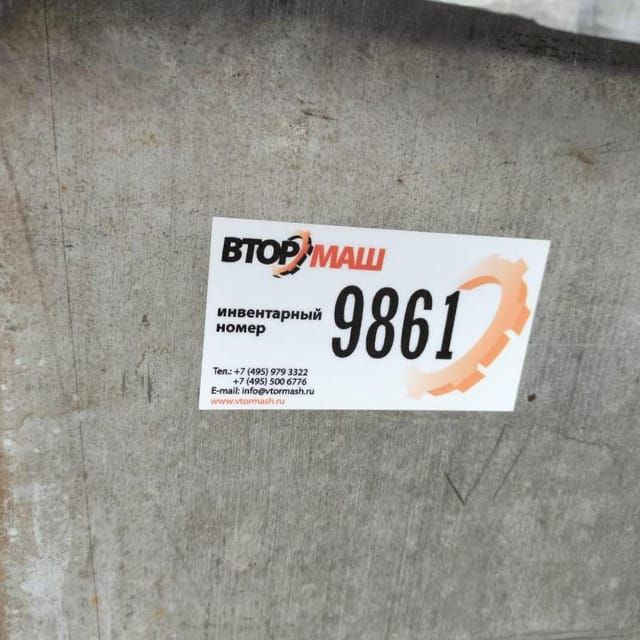 ВТОРМАШ
инвентарный
номер
9861
Тел.: +7 (495) 979 3322
+7 (495) 500 6776
E-mail: info@vtormash.ru
www.vtormash.ru